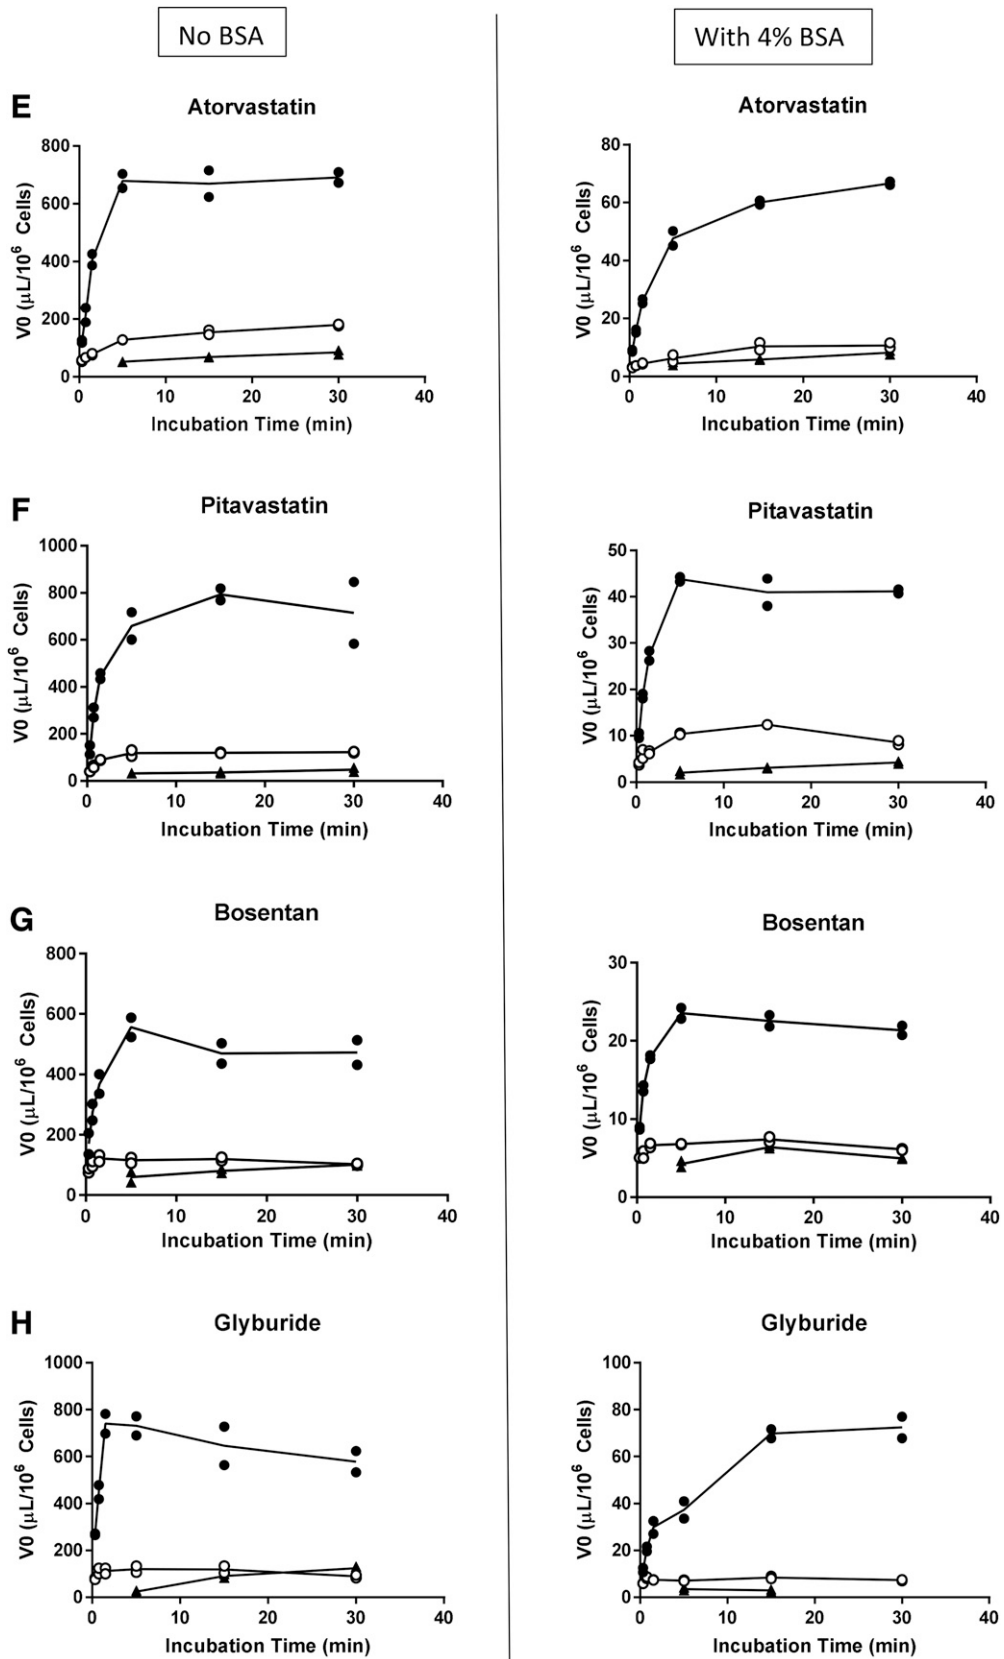 No BSA
With 4% BSA
E
Atorvastatin
V0 (μL/10⁶ Cells)
800
600
400
200
0
0 10 20 30 40
Incubation Time (min)
Atorvastatin
V0 (μL/10⁶ Cells)
80
60
40
20
0
0 10 20 30 40
Incubation Time (min)
F
Pitavastatin
V0 (μL/10⁶ Cells)
1000
800
600
400
200
0
0 10 20 30 40
Incubation Time (min)
Pitavastatin
V0 (μL/10⁶ Cells)
50
40
30
20
10
0
0 10 20 30 40
Incubation Time (min)
G
Bosentan
V0 (μL/10⁶ Cells)
800
600
400
200
0
0 10 20 30 40
Incubation Time (min)
Bosentan
V0 (μL/10⁶ Cells)
30
20
10
0
0 10 20 30 40
Incubation Time (min)
H
Glyburide
V0 (μL/10⁶ Cells)
1000
800
600
400
200
0
0 10 20 30 40
Incubation Time (min)
Glyburide
V0 (μL/10⁶ Cells)
100
80
60
40
20
0
0 10 20 30 40
Incubation Time (min)